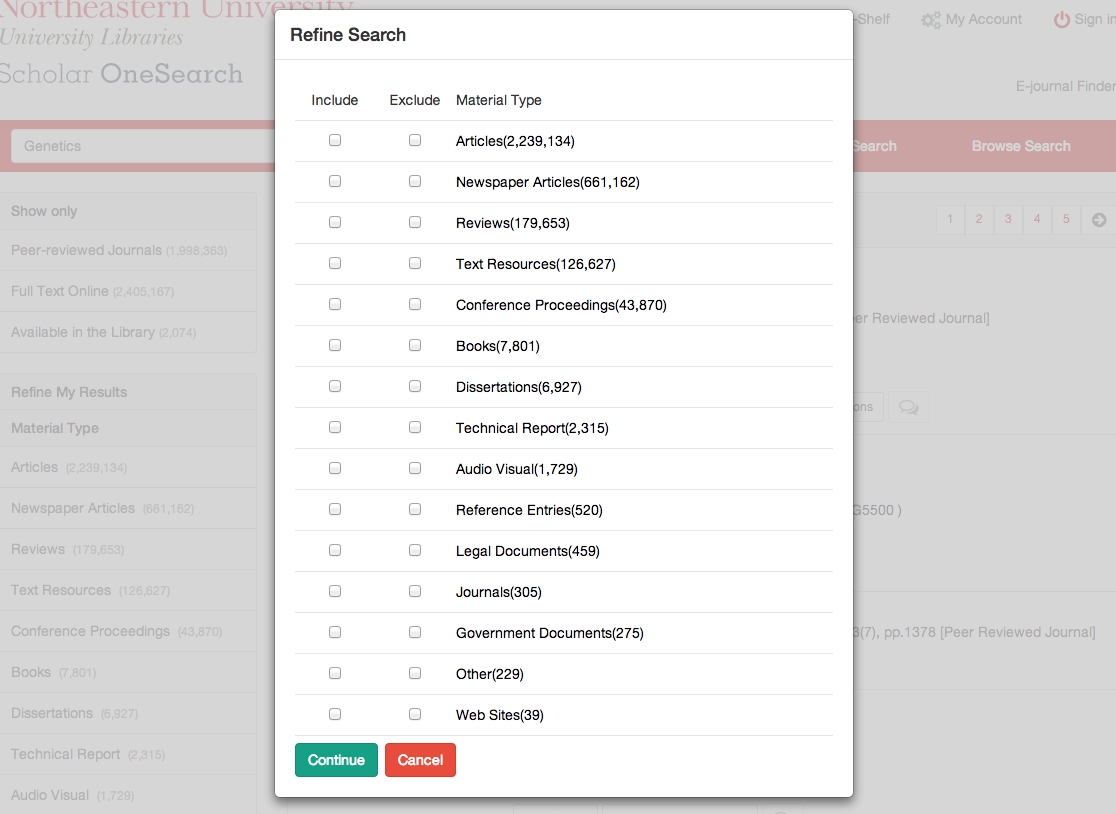 Northeastern University
University Libraries
Scholar OneSearch
-Shelf
My Account
Sign in
E-journal Finder
Genetics
Search
Browse Search
Show only
Peer-reviewed Journals (1,998,363)
Full Text Online (2,405,167)
Available in the Library (2,074)
Refine My Results
Material Type
Articles (2,239,134)
Newspaper Articles (661,162)
Reviews (179,653)
Text Resources (126,627)
Conference Proceedings (43,870)
Books (7,801)
Dissertations (6,927)
Technical Report (2,315)
Audio Visual (1,729)
Refine Search
Include Exclude Material Type
Articles(2,239,134)
Newspaper Articles(661,162)
Reviews(179,653)
Text Resources(126,627)
Conference Proceedings(43,870)
Books(7,801)
Dissertations(6,927)
Technical Report(2,315)
Audio Visual(1,729)
Reference Entries(520)
Legal Documents(459)
Journals(305)
Government Documents(275)
Other(229)
Web Sites(39)
Continue Cancel
1 2 3 4 5
er Reviewed Journal]
ons
G5500 )
3(7), pp.1378 [Peer Reviewed Journal]